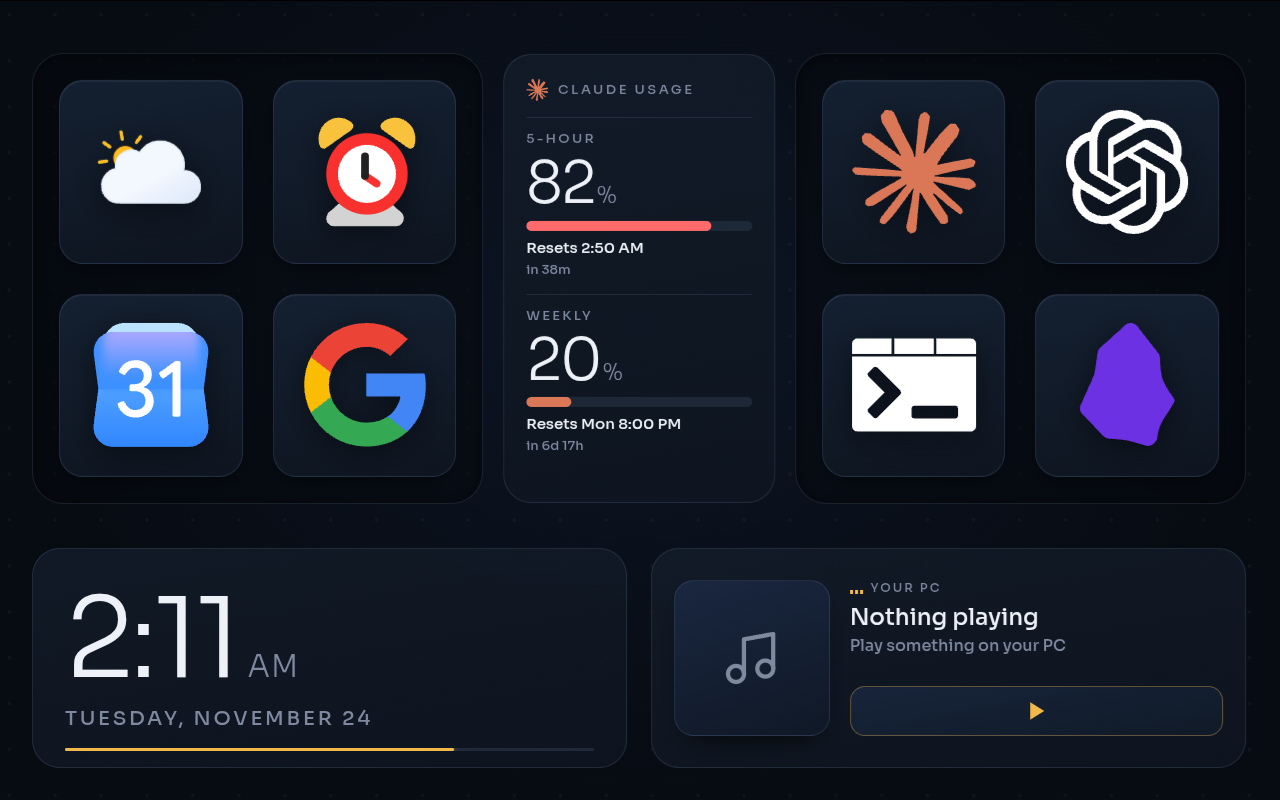 31
CLAUDE USAGE
5-HOUR
82%
Resets 2:50 AM
in 38m
WEEKLY
20%
Resets Mon 8:00 PM
in 6d 17h
2:11 AM
TUESDAY, NOVEMBER 24
YOUR PC
Nothing playing
Play something on your PC